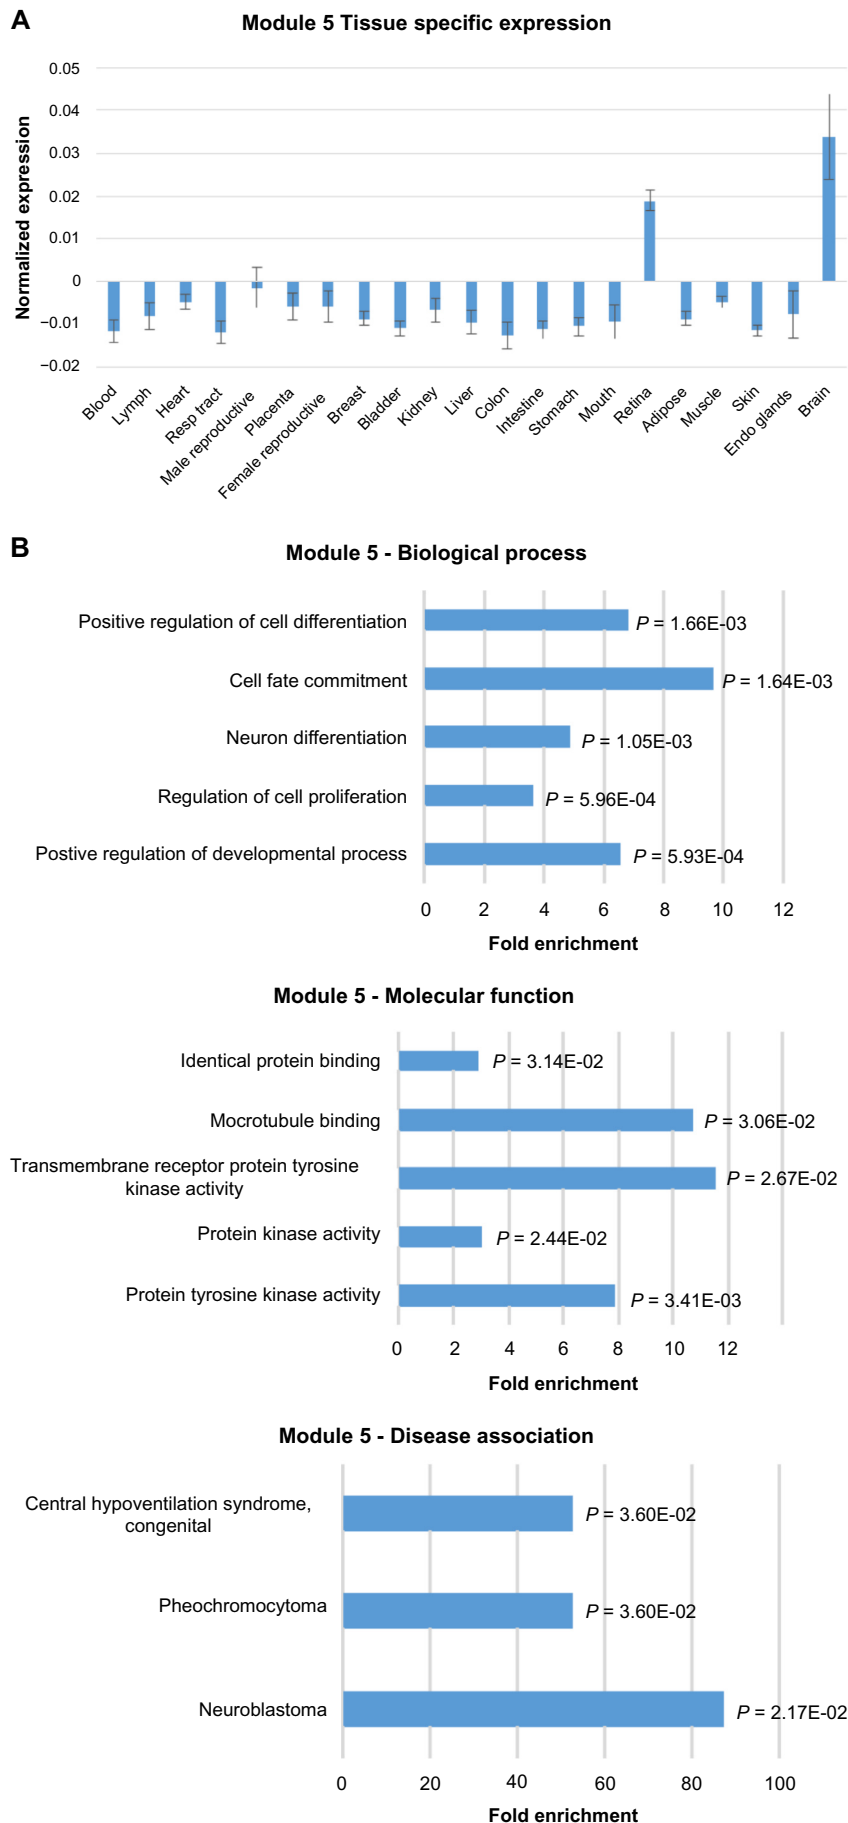 A
Module 5 Tissue specific expression
Normalized expression
0.05
0.04
0.03
0.02
0.01
0
−0.01
−0.02
Blood
Lymph
Heart
Resp tract
Male reproductive
Placenta
Female reproductive
Breast
Bladder
Kidney
Liver
Colon
Intestine
Stomach
Mouth
Retina
Adipose
Muscle
Skin
Endo glands
Brain
B
Module 5 - Biological process
Positive regulation of cell differentiation
P = 1.66E-03
Cell fate commitment
P = 1.64E-03
Neuron differentiation
P = 1.05E-03
Regulation of cell proliferation
P = 5.96E-04
Postive regulation of developmental process
P = 5.93E-04
0 2 4 6 8 10 12
Fold enrichment
Module 5 - Molecular function
Identical protein binding
P = 3.14E-02
Mocrotubule binding
P = 3.06E-02
Transmembrane receptor protein tyrosine
kinase activity
P = 2.67E-02
Protein kinase activity
P = 2.44E-02
Protein tyrosine kinase activity
P = 3.41E-03
0 2 4 6 8 10 12
Fold enrichment
Module 5 - Disease association
Central hypoventilation syndrome,
congenital
P = 3.60E-02
Pheochromocytoma
P = 3.60E-02
Neuroblastoma
P = 2.17E-02
0 20 40 60 80 100
Fold enrichment